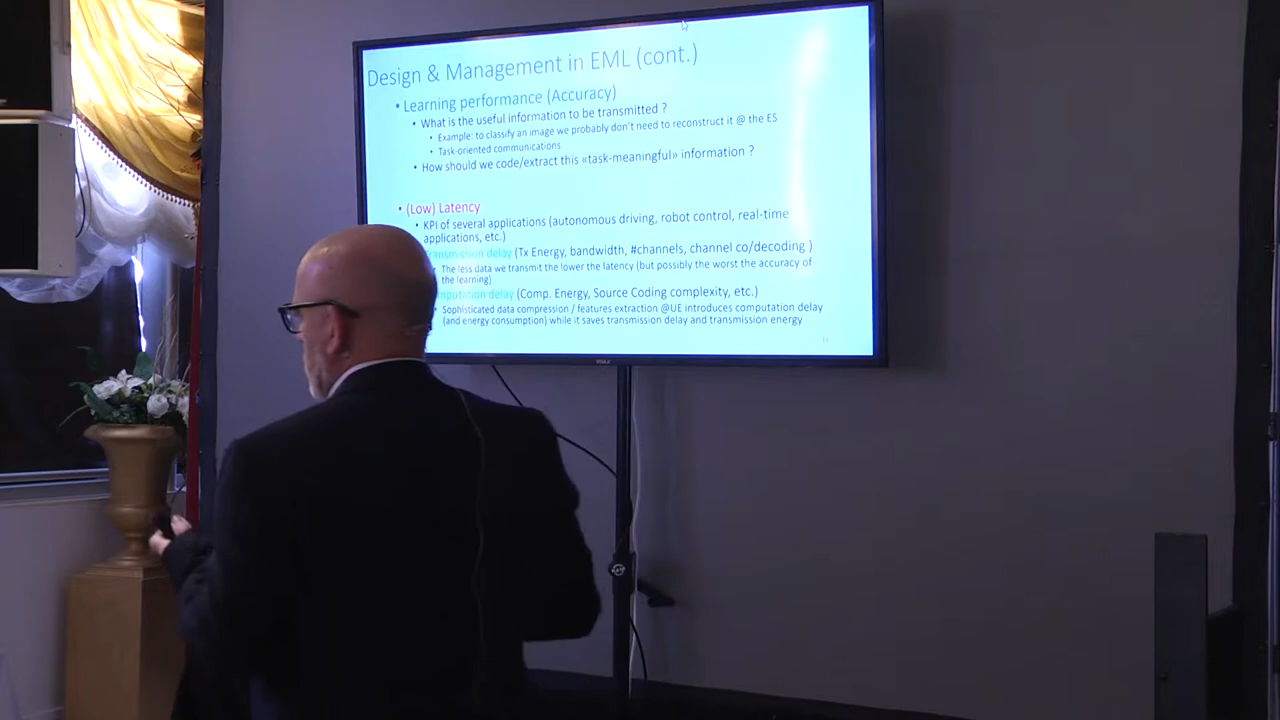 Design & Management in EML (cont.)
• Learning performance (Accuracy)
• What is the useful information to be transmitted ?
• Example: to classify an image we probably don't need to reconstruct it @ the ES
• Task-oriented communications
• How should we code/extract this «task-meaningful» information ?
• (Low) Latency
• KPI of several applications (autonomous driving, robot control, real-time
applications, etc.)
delay (Tx Energy, bandwidth, #channels, channel co/decoding )
• The less data we transmit the lower the latency (but possibly the worst the accuracy of
the learning)
delay (Comp. Energy, Source Coding complexity, etc.)
• Sophisticated data compression / features extraction @UE introduces computation delay
(and energy consumption) while it saves transmission delay and transmission energy